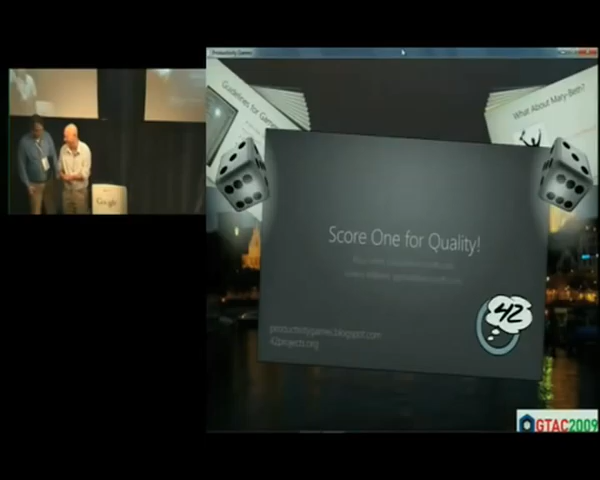 Productivity Games
Guidelines for Game
What About Mary-Beth?
Score One for Quality!
42
productivitygames.blogspot.com
42projects.org
Google
GTAC2009